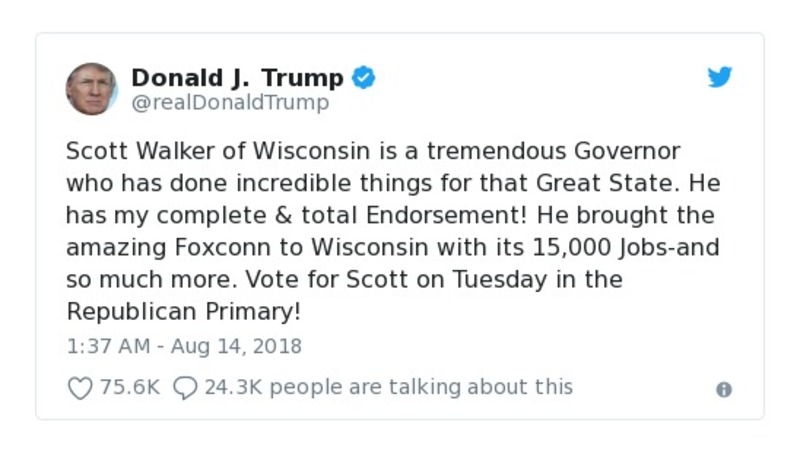 Donald J. Trump
@realDonaldTrump
Scott Walker of Wisconsin is a tremendous Governor
who has done incredible things for that Great State. He
has my complete & total Endorsement! He brought the
amazing Foxconn to Wisconsin with its 15,000 Jobs-and
so much more. Vote for Scott on Tuesday in the
Republican Primary!
1:37 AM - Aug 14, 2018
75.6K 24.3K people are talking about this